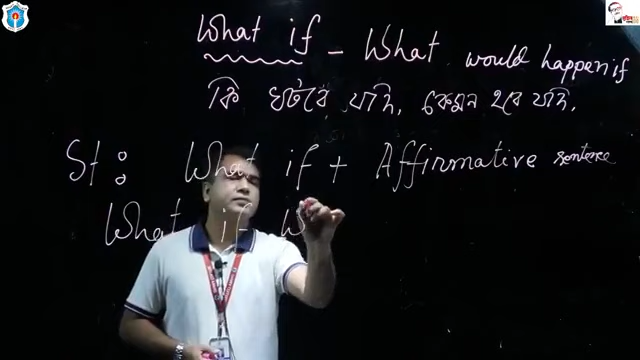 What if - What would happen if
কি ঘটবে যদি, কেমন হবে যদি.
St: What if + Affirmative sentence
What if W